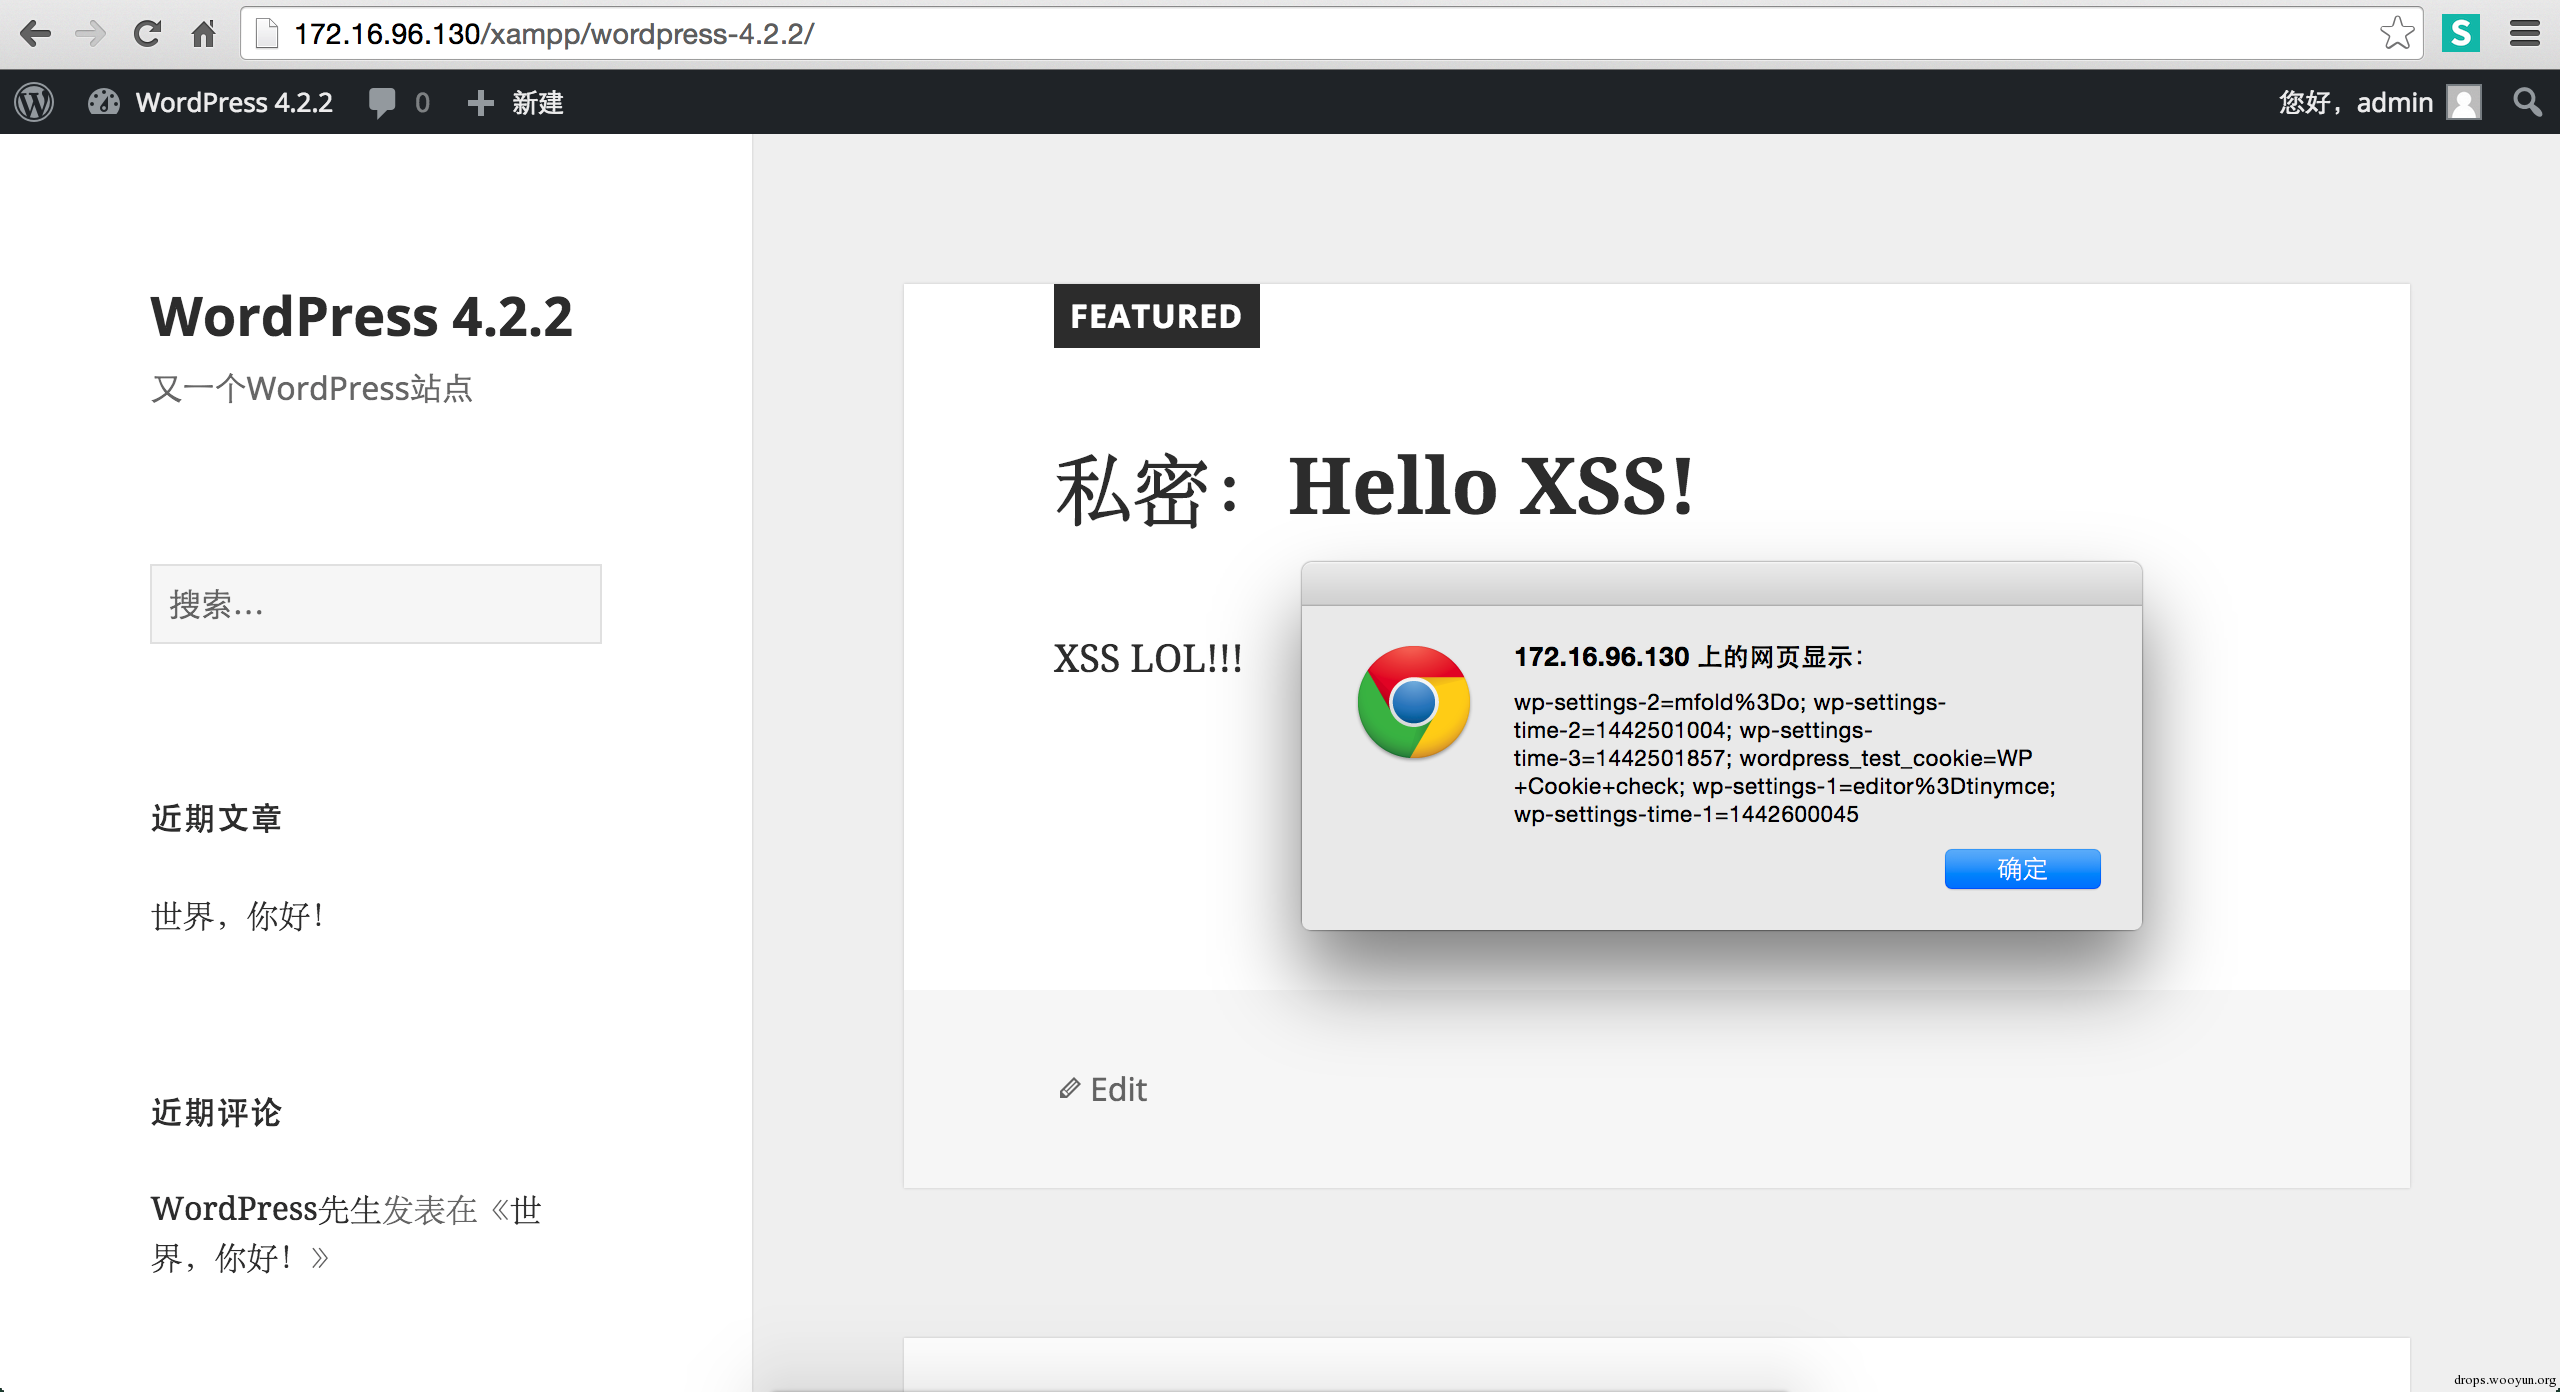 172.16.96.130/xampp/wordpress-4.2.2/
S
WordPress 4.2.2
0
新建
您好，admin
WordPress 4.2.2
又一个WordPress站点
搜索…
近期文章
世界，你好！
近期评论
WordPress先生发表在《世
界，你好！》
FEATURED
私密：Hello XSS!
XSS LOL!!!
172.16.96.130 上的网页显示：
wp-settings-2=mfold%3Do; wp-settings-
time-2=1442501004; wp-settings-
time-3=1442501857; wordpress_test_cookie=WP
+Cookie+check; wp-settings-1=editor%3Dtinymce;
wp-settings-time-1=1442600045
确定
Edit
drops.wooyun.org